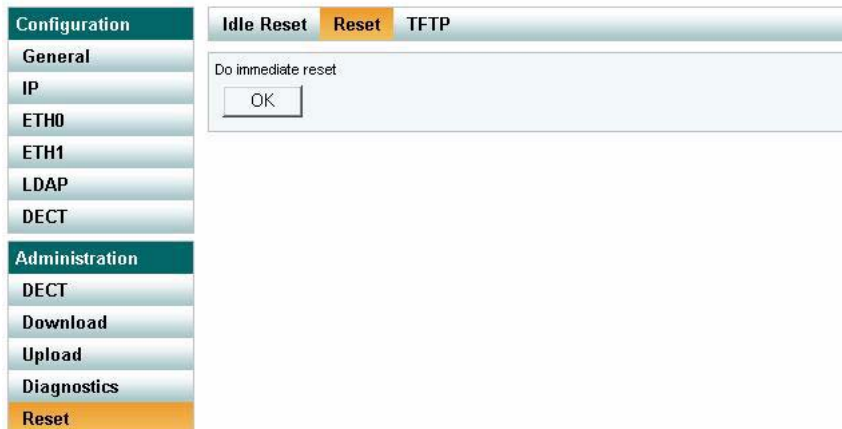 Configuration
General
IP
ETH0
ETH1
LDAP
DECT
Administration
DECT
Download
Upload
Diagnostics
Reset
Idle Reset Reset TFTP
Do immediate reset
OK